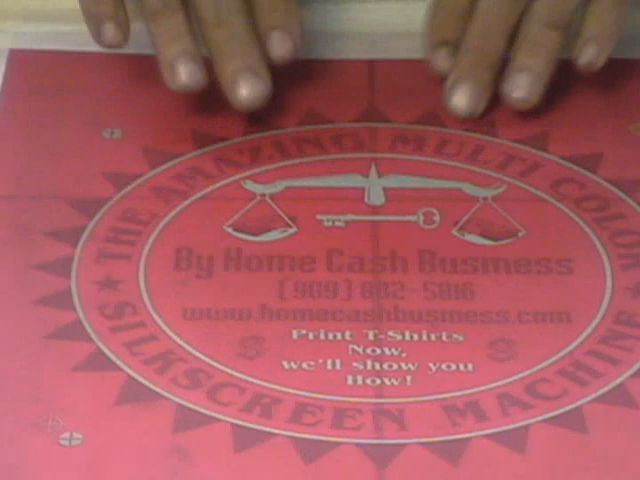 THE AMAZING MULTI COLOR
By Home Cash Business
(909) 882-5816
www.homecashbusiness.com
Print T-Shirts
Now,
we'll show you
How!
$ $
★ SILKSCREEN MACHINE